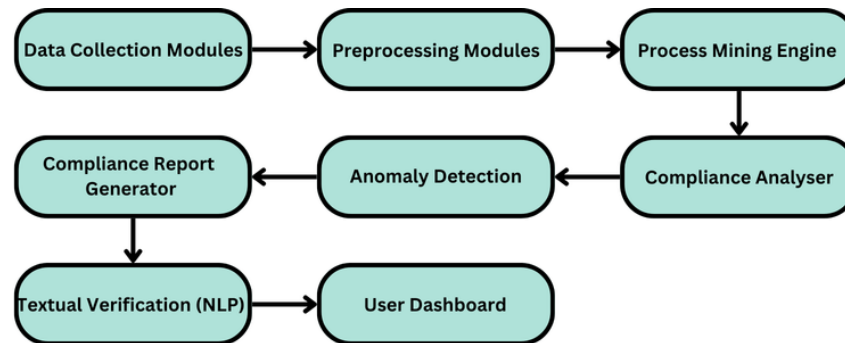 Data Collection Modules
Preprocessing Modules
Process Mining Engine
Compliance Analyser
Anomaly Detection
Compliance Report
Generator
Textual Verification (NLP)
User Dashboard